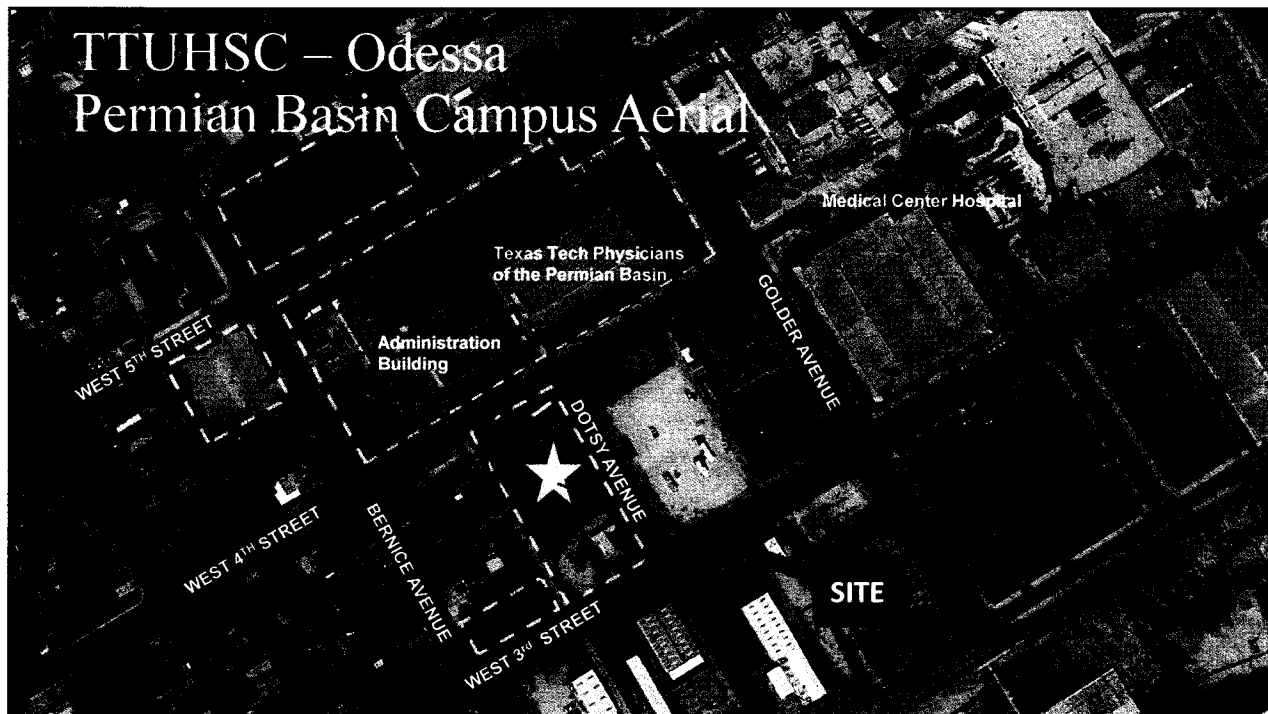 TTUHSC – Odessa
Permian Basin Campus Aerial
Medical Center Hospital
Texas Tech Physicians
of the Permian Basin
GOLDER AVENUE
WEST 5TH STREET
Administration
Building
DOTSY AVENUE
WEST 4TH STREET
BERNICE AVENUE
SITE
WEST 3rd STREET